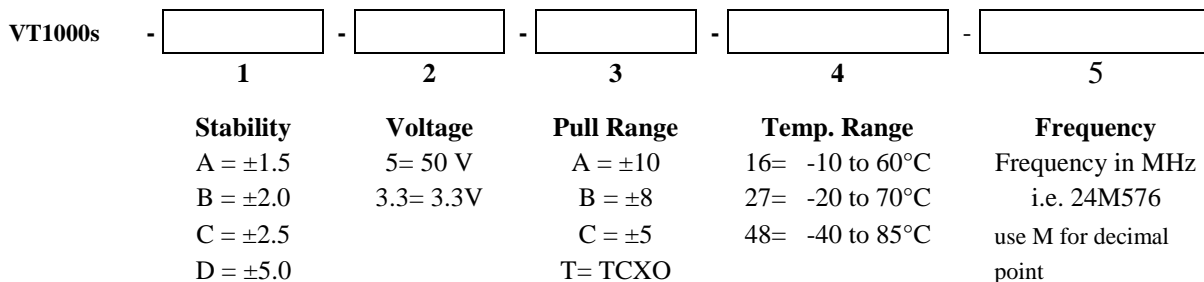 VT1000s - - - - -
1 2 3 4 5
Stability Voltage Pull Range Temp. Range Frequency
A = ±1.5 5= 50 V A = ±10 16= -10 to 60°C Frequency in MHz
B = ±2.0 3.3= 3.3V B = ±8 27= -20 to 70°C i.e. 24M576
C = ±2.5 C = ±5 48= -40 to 85°C use M for decimal
D = ±5.0 T= TCXO point